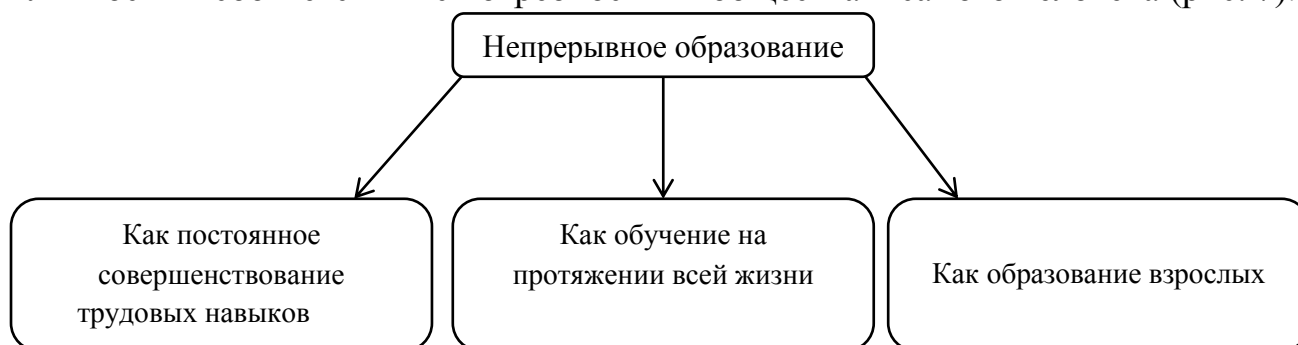 Непрерывное образование
Как постоянное
совершенствование
трудовых навыков
Как обучение на
протяжении всей жизни
Как образование взрослых